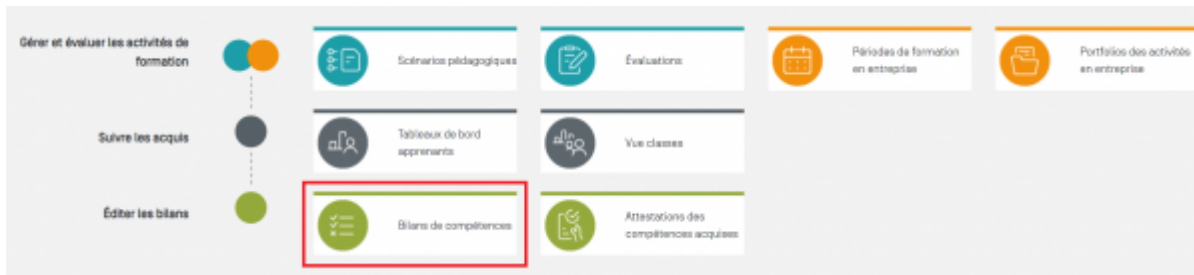 Gérer et évaluer les activités de
formation
Scénarios pédagogiques
Évaluations
Périodes de formation
en entreprise
Portfolios des activités
en entreprise
Suivre les acquis
Tableaux de bord
apprenants
Vue classes
Éditer les bilans
Bilans de compétences
Attestations des
compétences acquises